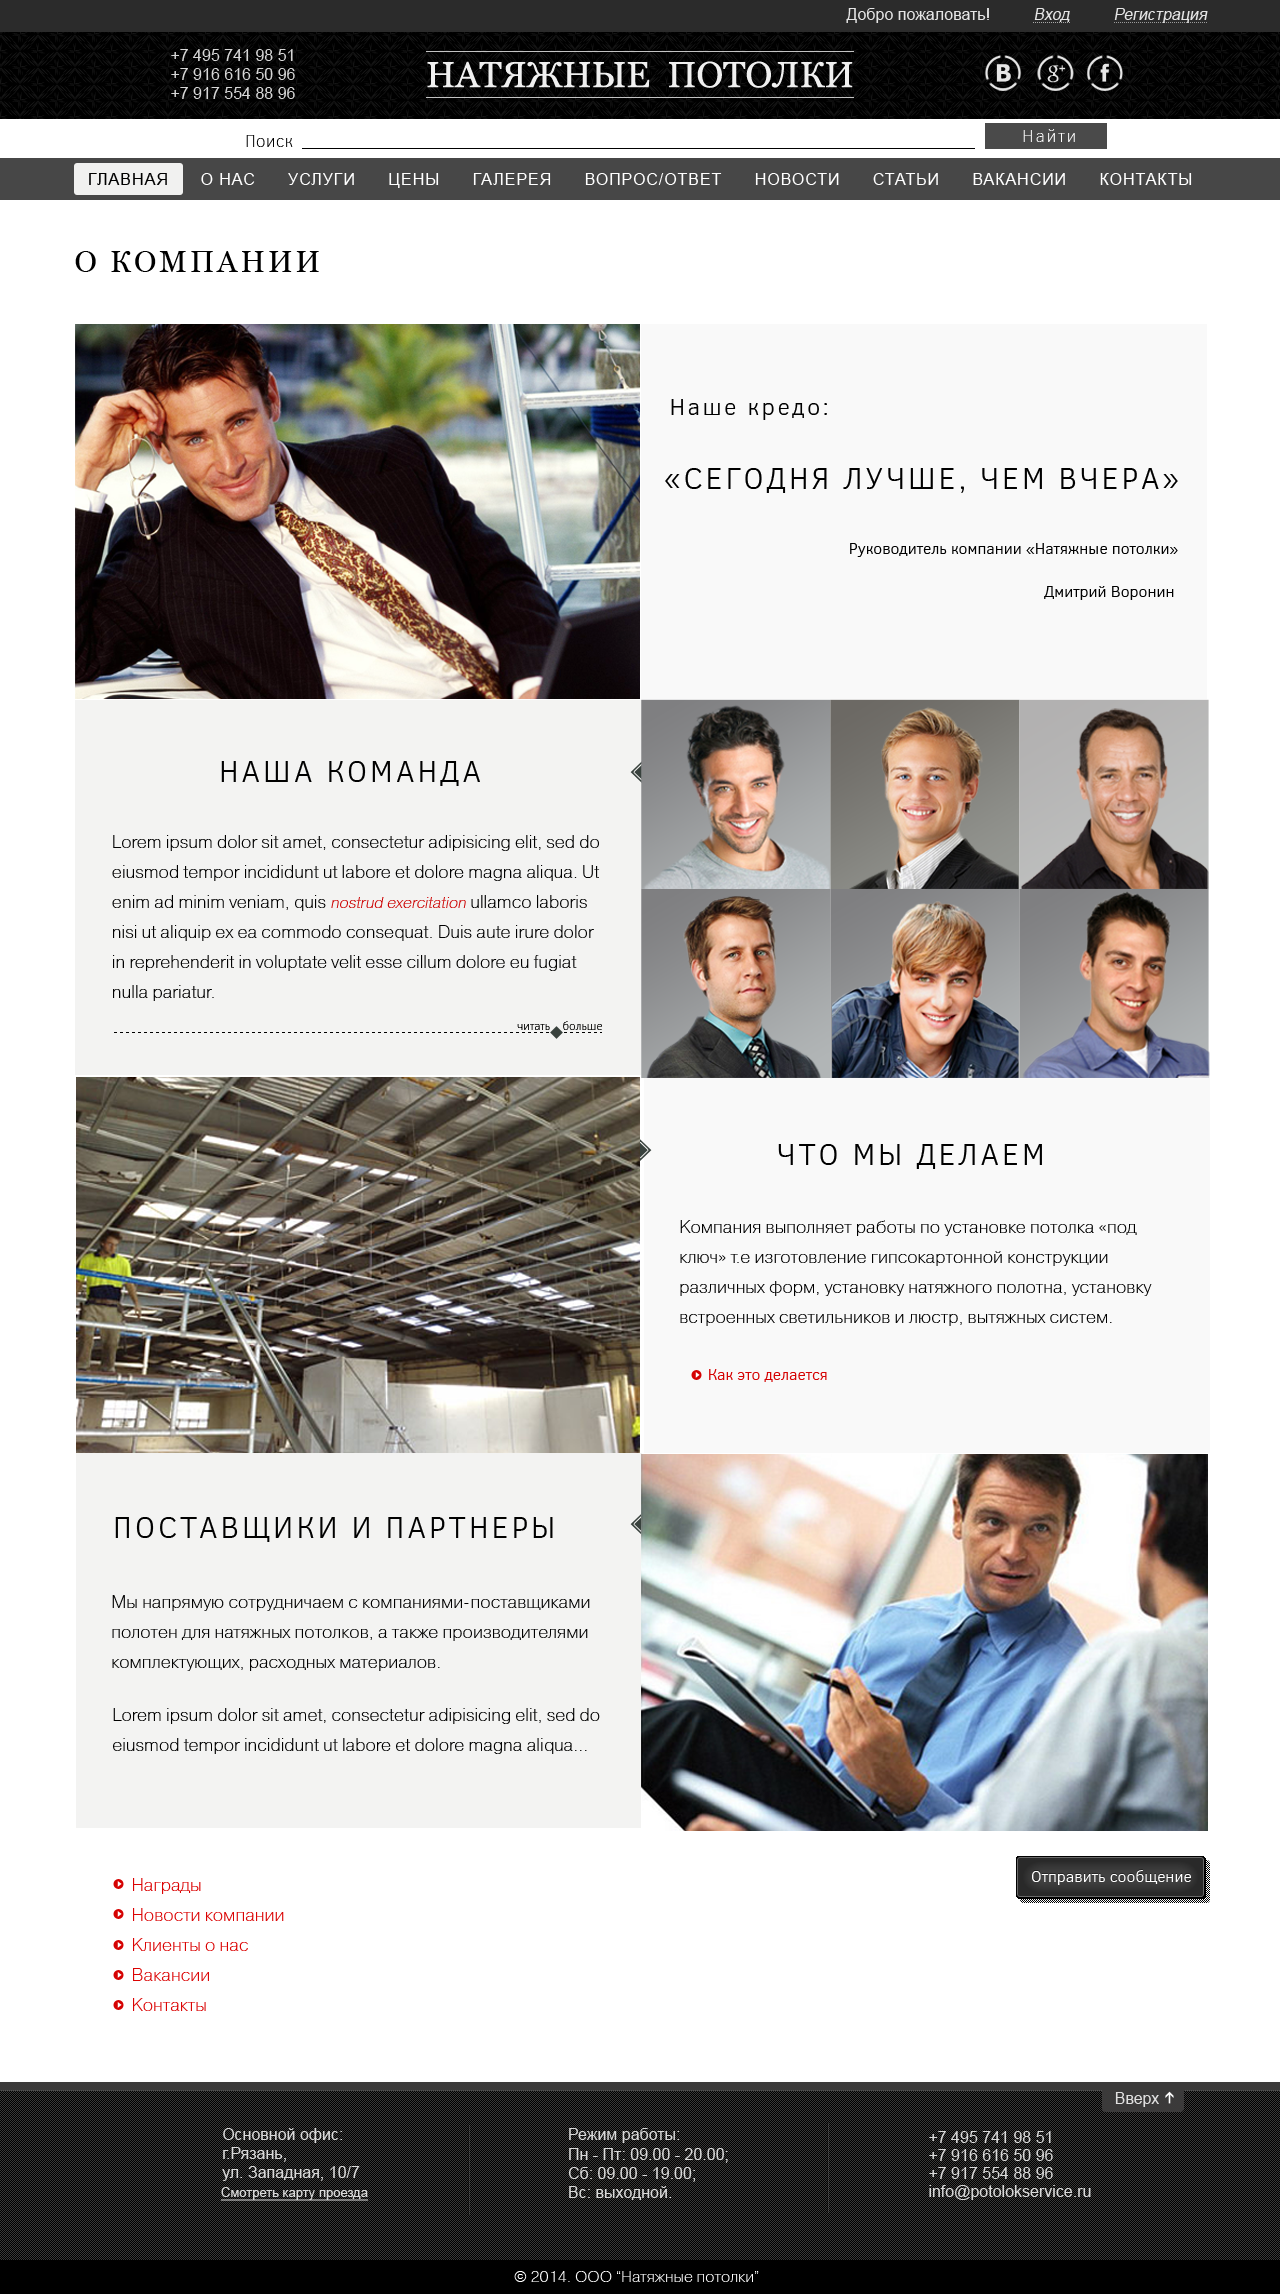 Добро пожаловать! Вход Регистрация
+7 495 741 98 51
+7 916 616 50 96
+7 917 554 88 96
НАТЯЖНЫЕ ПОТОЛКИ
B g+ f
Поиск Найти
ГЛАВНАЯ О НАС УСЛУГИ ЦЕНЫ ГАЛЕРЕЯ ВОПРОС/ОТВЕТ НОВОСТИ СТАТЬИ ВАКАНСИИ КОНТАКТЫ
О КОМПАНИИ
Наше кредо:
«СЕГОДНЯ ЛУЧШЕ, ЧЕМ ВЧЕРА»
Руководитель компании «Натяжные потолки»
Дмитрий Воронин
НАША КОМАНДА
Lorem ipsum dolor sit amet, consectetur adipisicing elit, sed do
eiusmod tempor incididunt ut labore et dolore magna aliqua. Ut
enim ad minim veniam, quis nostrud exercitation ullamco laboris
nisi ut aliquip ex ea commodo consequat. Duis aute irure dolor
in reprehenderit in voluptate velit esse cillum dolore eu fugiat
nulla pariatur.
читать больше
ЧТО МЫ ДЕЛАЕМ
Компания выполняет работы по установке потолка «под
ключ» т.е изготовление гипсокартонной конструкции
различных форм, установку натяжного полотна, установку
встроенных светильников и люстр, вытяжных систем.
Как это делается
ПОСТАВЩИКИ И ПАРТНЕРЫ
Мы напрямую сотрудничаем с компаниями-поставщиками
полотен для натяжных потолков, а также производителями
комплектующих, расходных материалов.
Lorem ipsum dolor sit amet, consectetur adipisicing elit, sed do
eiusmod tempor incididunt ut labore et dolore magna aliqua...
Отправить сообщение
Награды
Новости компании
Клиенты о нас
Вакансии
Контакты
Вверх
Основной офис:
г.Рязань,
ул. Западная, 10/7
Смотреть карту проезда
Режим работы:
Пн - Пт: 09.00 - 20.00;
Сб: 09.00 - 19.00;
Вс: выходной.
+7 495 741 98 51
+7 916 616 50 96
+7 917 554 88 96
info@potolokservice.ru
© 2014. ООО “Натяжные потолки”